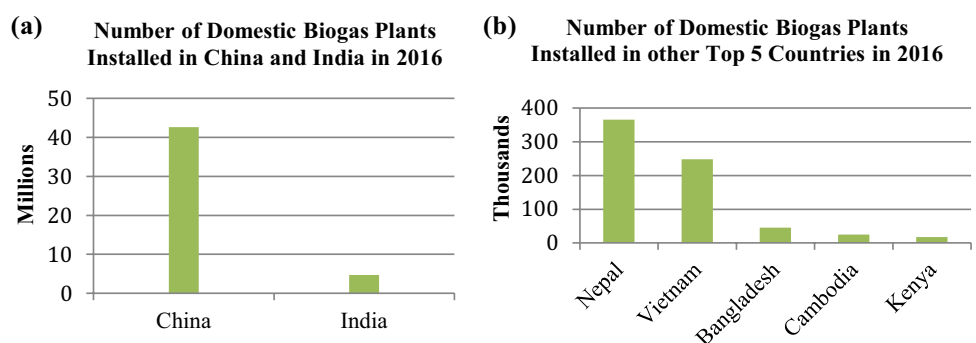 (a)
Number of Domestic Biogas Plants
Installed in China and India in 2016
Millions
50
40
30
20
10
0
China
India
(b)
Number of Domestic Biogas Plants
Installed in other Top 5 Countries in 2016
Thousands
400
300
200
100
0
Nepal
Vietnam
Bangladesh
Cambodia
Kenya